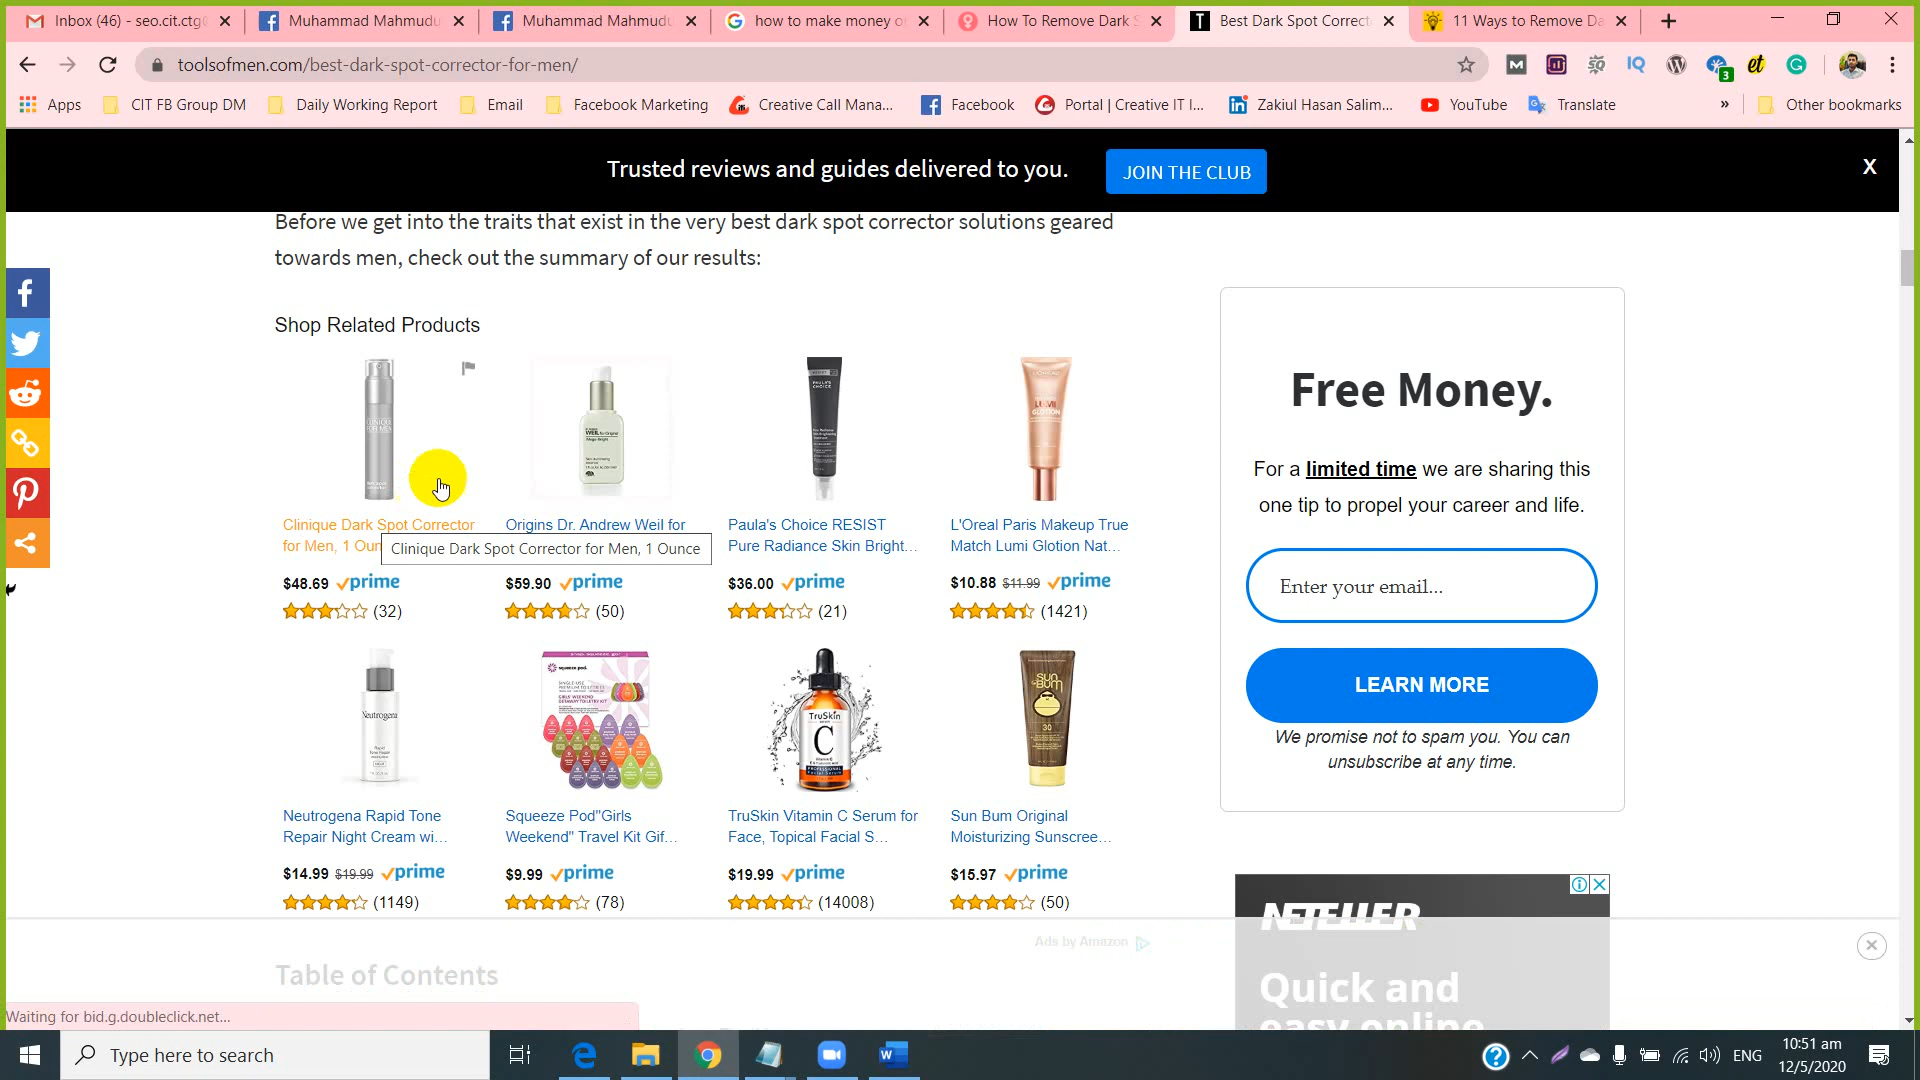 Inbox (46) - seo.cit.ctg
Muhammad Mahmudu
Muhammad Mahmudu
how to make money o
How To Remove Dark S
Best Dark Spot Correct
11 Ways to Remove Da
toolsofmen.com/best-dark-spot-corrector-for-men/
Apps
CIT FB Group DM
Daily Working Report
Email
Facebook Marketing
Creative Call Mana...
Facebook
Portal | Creative IT I...
Zakiul Hasan Salim...
YouTube
Translate
»
Other bookmarks
Trusted reviews and guides delivered to you.
JOIN THE CLUB
X
Before we get into the traits that exist in the very best dark spot corrector solutions geared
towards men, check out the summary of our results:
Shop Related Products
Clinique Dark Spot Corrector
for Men, 1 Oun
Clinique Dark Spot Corrector for Men, 1 Ounce
$48.69 prime
(32)
Origins Dr. Andrew Weil for
$59.90 prime
(50)
Paula's Choice RESIST
Pure Radiance Skin Bright...
$36.00 prime
(21)
L'Oreal Paris Makeup True
Match Lumi Glotion Nat...
$10.88 $11.99 prime
(1421)
Neutrogena
Rapid
Tone Repair
Neutrogena Rapid Tone
Repair Night Cream wi...
$14.99 $19.99 prime
(1149)
squeeze pod
Squeeze Pod"Girls
Weekend" Travel Kit Gif...
$9.99 prime
(78)
TruSkin
C
TruSkin Vitamin C Serum for
Face, Topical Facial S...
$19.99 prime
(14008)
Sun
Bum
30
Sun Bum Original
Moisturizing Sunscree...
$15.97 prime
(50)
Ads by Amazon
Table of Contents
Free Money.
For a limited time we are sharing this
one tip to propel your career and life.
Enter your email...
LEARN MORE
We promise not to spam you. You can
unsubscribe at any time.
NETELLER
Quick and
easy online
Waiting for bid.g.doubleclick.net...
Type here to search
ENG
10:51 am
12/5/2020